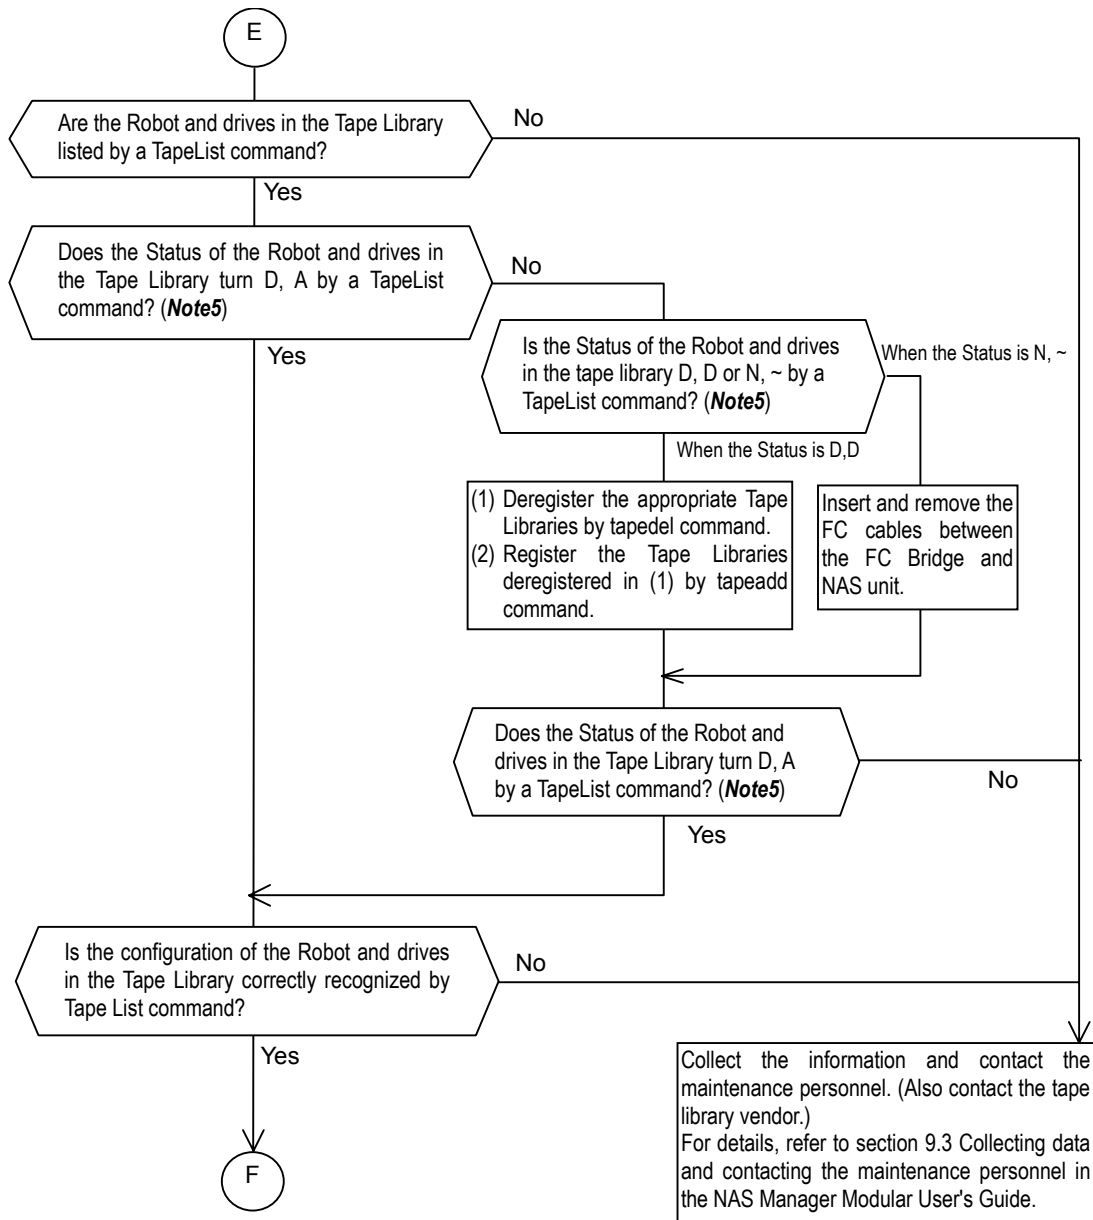 E
Are the Robot and drives in the Tape Library
listed by a TapeList command?
No
Yes
Does the Status of the Robot and drives in
the Tape Library turn D, A by a TapeList
command? (Note5)
No
Yes
Is the Status of the Robot and drives
in the tape library D, D or N, ~ by a
TapeList command? (Note5)
When the Status is N, ~
When the Status is D,D
(1) Deregister the appropriate Tape
Libraries by tapedel command.
(2) Register the Tape Libraries
deregistered in (1) by tapeadd
command.
Insert and remove the
FC cables between
the FC Bridge and
NAS unit.
Does the Status of the Robot and
drives in the Tape Library turn D, A
by a TapeList command? (Note5)
No
Yes
Is the configuration of the Robot and drives
in the Tape Library correctly recognized by
Tape List command?
No
Yes
F
Collect the information and contact the
maintenance personnel. (Also contact the tape
library vendor.)
For details, refer to section 9.3 Collecting data
and contacting the maintenance personnel in
the NAS Manager Modular User's Guide.